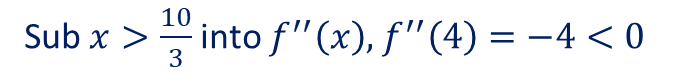 Sub x > 10/3 into f''(x), f''(4) = −4 < 0